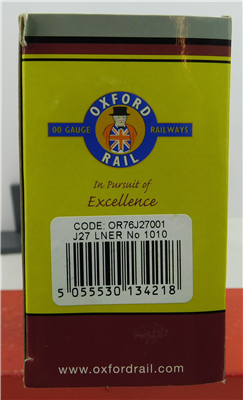 OXFORD
OO GAUGE RAILWAYS
RAIL
In Pursuit of
Excellence
CODE: OR76J27001
J27 LNER No 1010
5 055530 134218
www.oxfordrail.com